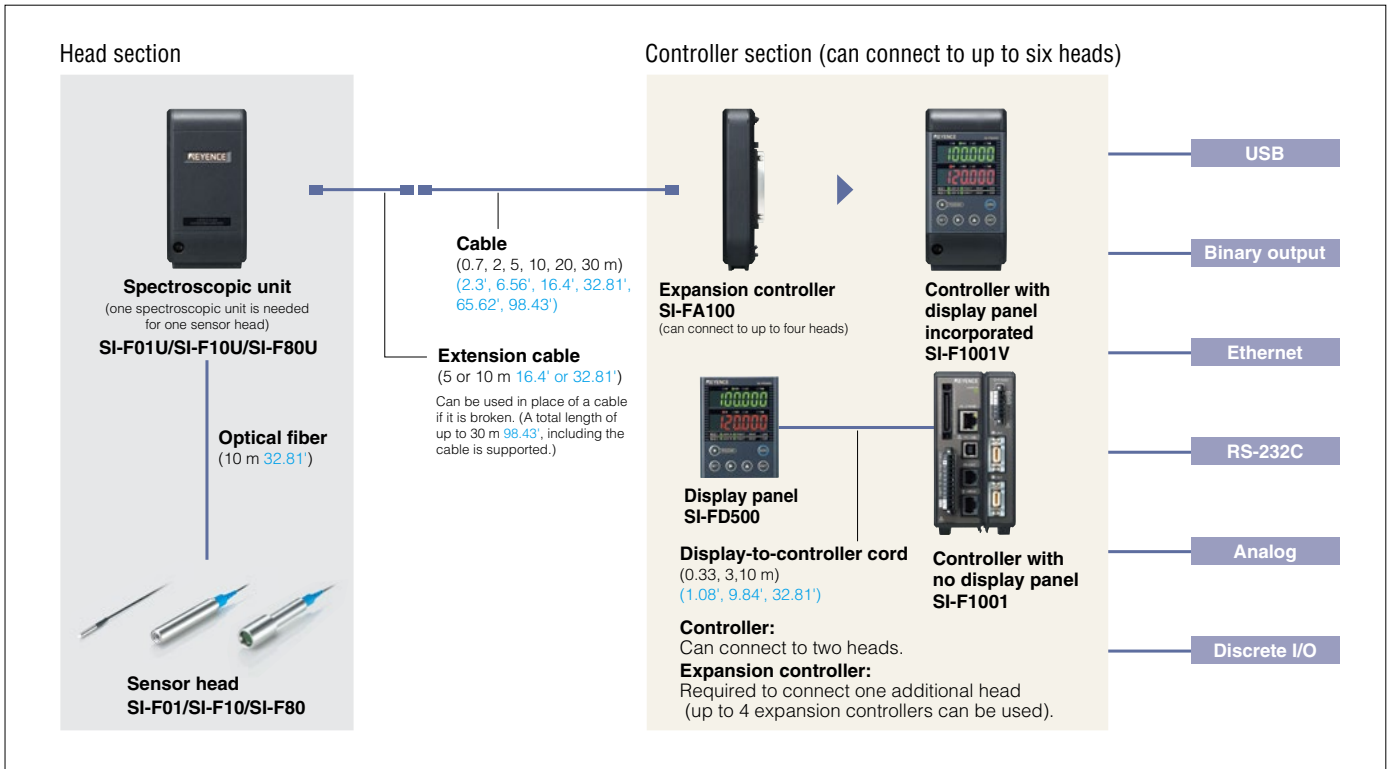 Head section
Controller section (can connect to up to six heads)
KEYENCE
Spectroscopic unit
(one spectroscopic unit is needed
for one sensor head)
SI-F01U/SI-F10U/SI-F80U
Optical fiber
(10 m 32.81')
Sensor head
SI-F01/SI-F10/SI-F80
Cable
(0.7, 2, 5, 10, 20, 30 m)
(2.3', 6.56', 16.4', 32.81',
65.62', 98.43')
Extension cable
(5 or 10 m 16.4' or 32.81')
Can be used in place of a cable
if it is broken. (A total length of
up to 30 m 98.43', including the
cable is supported.)
Expansion controller
SI-FA100
(can connect to up to four heads)
KEYENCE
100.000
120.000
Controller with
display panel
incorporated
SI-F1001V
KEYENCE
100.000
120.000
Display panel
SI-FD500
Display-to-controller cord
(0.33, 3,10 m)
(1.08', 9.84', 32.81')
KEYENCE
Controller with
no display panel
SI-F1001
Controller:
Can connect to two heads.
Expansion controller:
Required to connect one additional head
(up to 4 expansion controllers can be used).
USB
Binary output
Ethernet
RS-232C
Analog
Discrete I/O